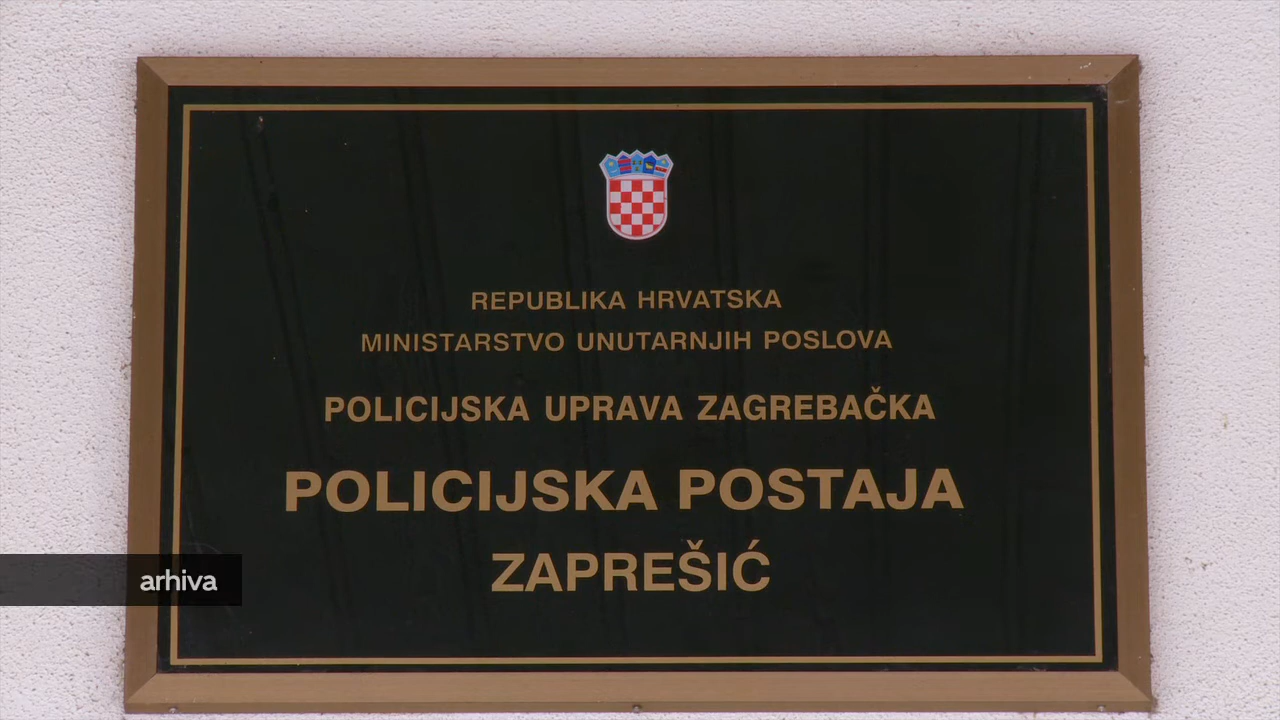 REPUBLIKA HRVATSKA
MINISTARSTVO UNUTARNJIH POSLOVA
POLICIJSKA UPRAVA ZAGREBAČKA
POLICIJSKA POSTAJA
ZAPREŠIĆ
arhiva